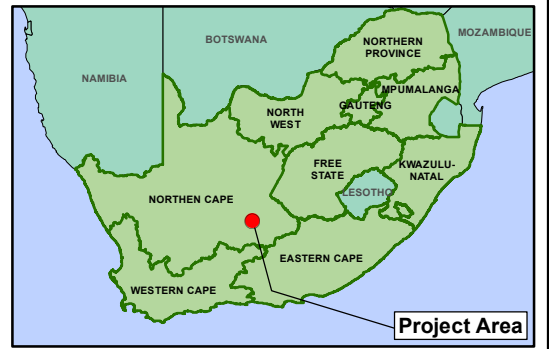 BOTSWANA
MOZAMBIQUE
NORTHERN
PROVINCE
NAMIBIA
MPUMALANGA
GAUTENG
NORTH
WEST
FREE
STATE
KWAZULU-
NATAL
LESOTHO
NORTHEN CAPE
EASTERN CAPE
WESTERN CAPE
Project Area